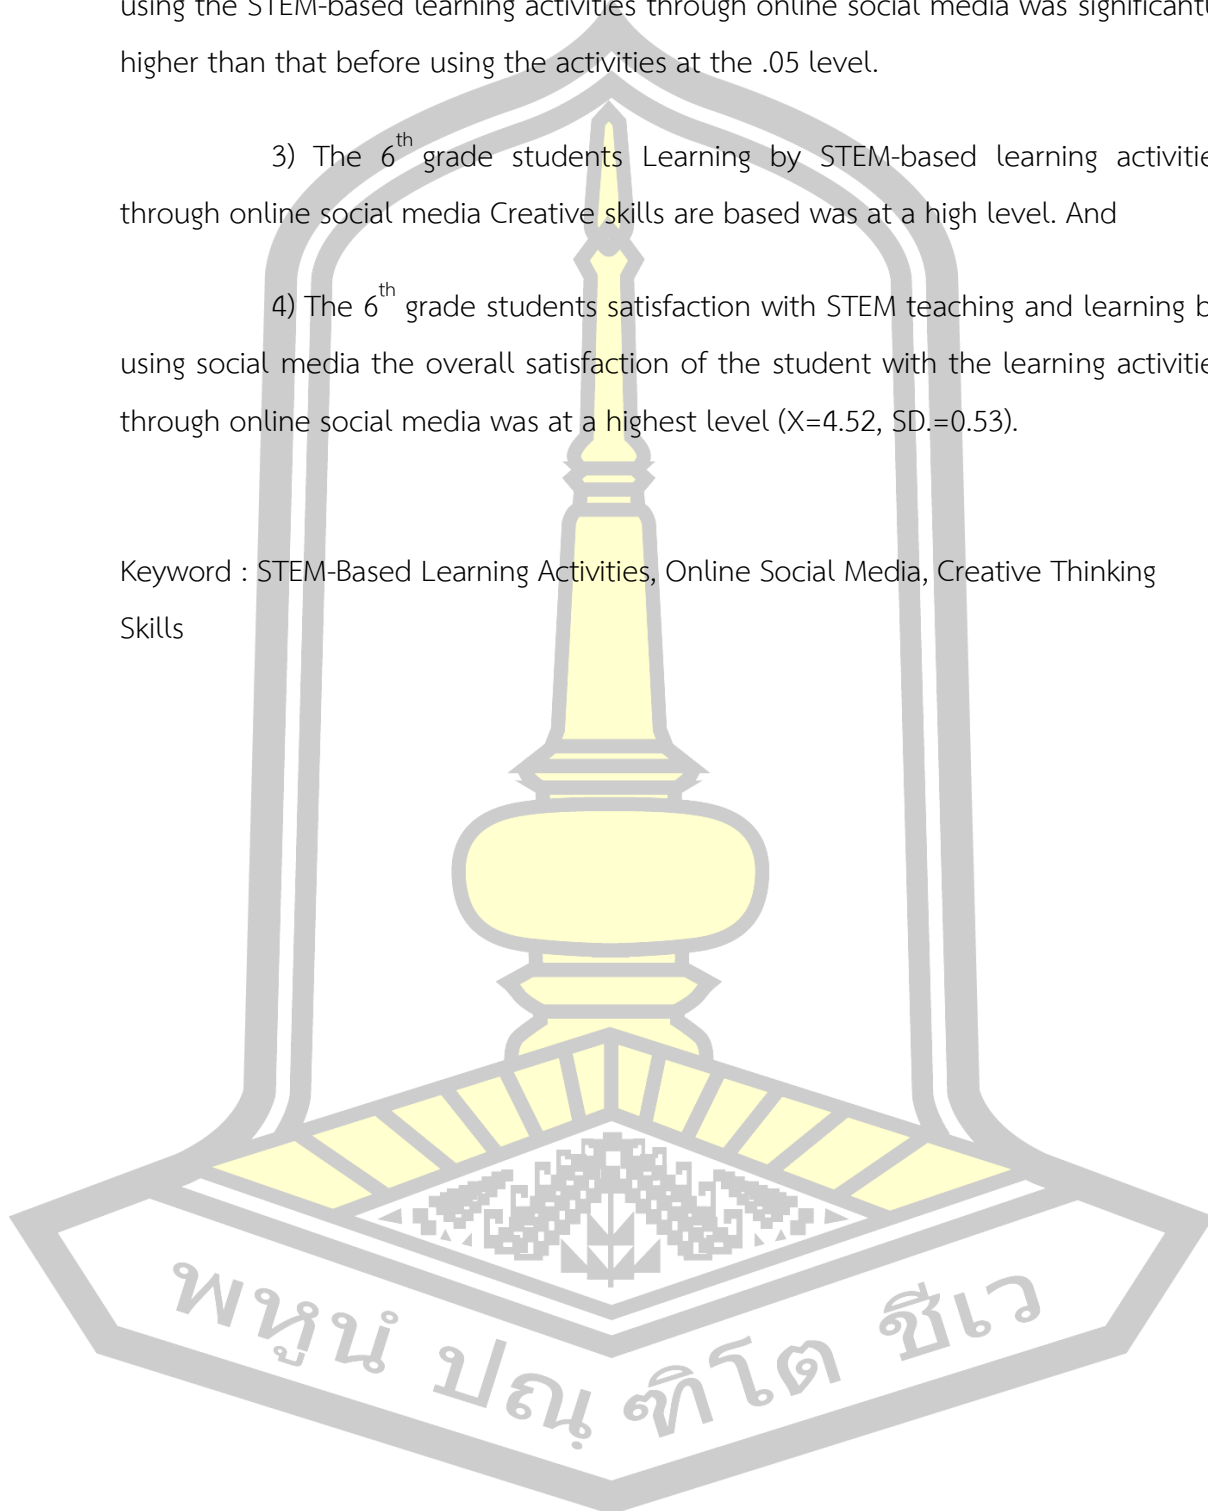 using the STEM-based learning activities through online social media was
higher than that before using the activities at the .05 level.
3) The 6th grade students Learning by STEM-based learning
through online social media Creative skills are based was at a high level. And
4) The 6th grade students satisfaction with STEM teaching and learning
using social media the overall satisfaction of the student with the learning
through online social media was at a highest level (X=4.52, SD.=0.53).
Keyword : STEM-Based Learning Activities, Online Social Media, Creative Thinking
Skills
พหูนํ ปณฺฑิโต ชีเว